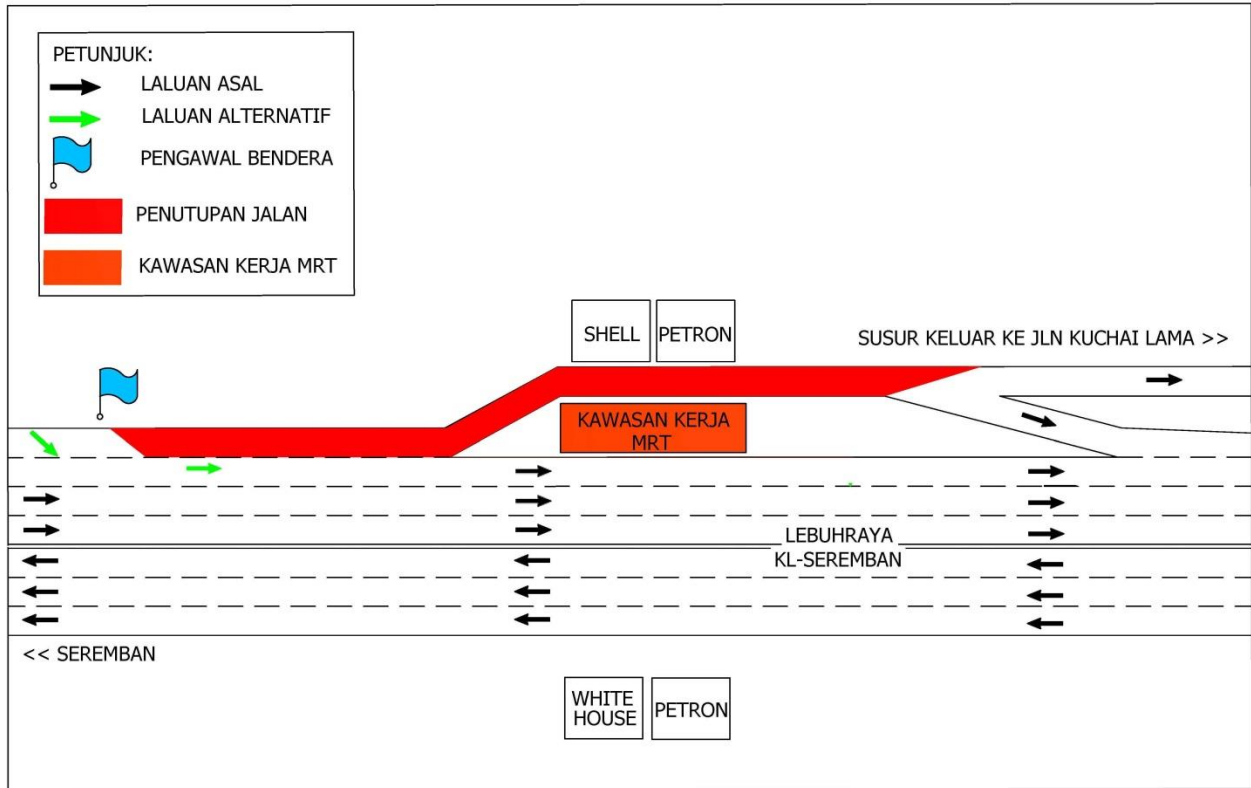 PETUNJUK:
LALUAN ASAL
LALUAN ALTERNATIF
PENGAWAL BENDERA
PENUTUPAN JALAN
KAWASAN KERJA MRT
SHELL
PETRON
SUSUR KELUAR KE JLN KUCHAI LAMA >>
KAWASAN KERJA
MRT
LEBUHRAYA
KL-SEREMBAN
<< SEREMBAN
WHITE
HOUSE
PETRON